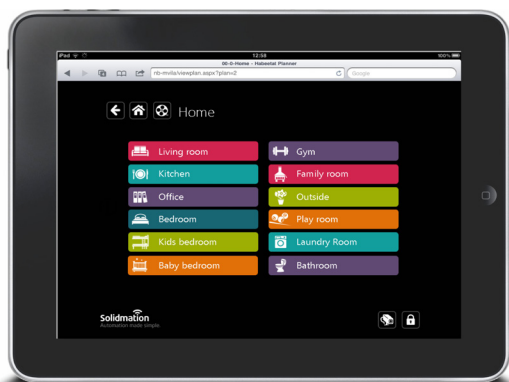 iPad
12:58
100%
00-0-Home - Habeetat Planner
nb-mvila/viewplan.aspx?plan=2
Google
Home
Living room
Gym
Kitchen
Family room
Office
Outside
Bedroom
Play room
Kids bedroom
Laundry Room
Baby bedroom
Bathroom
Solidmation
Automation made simple